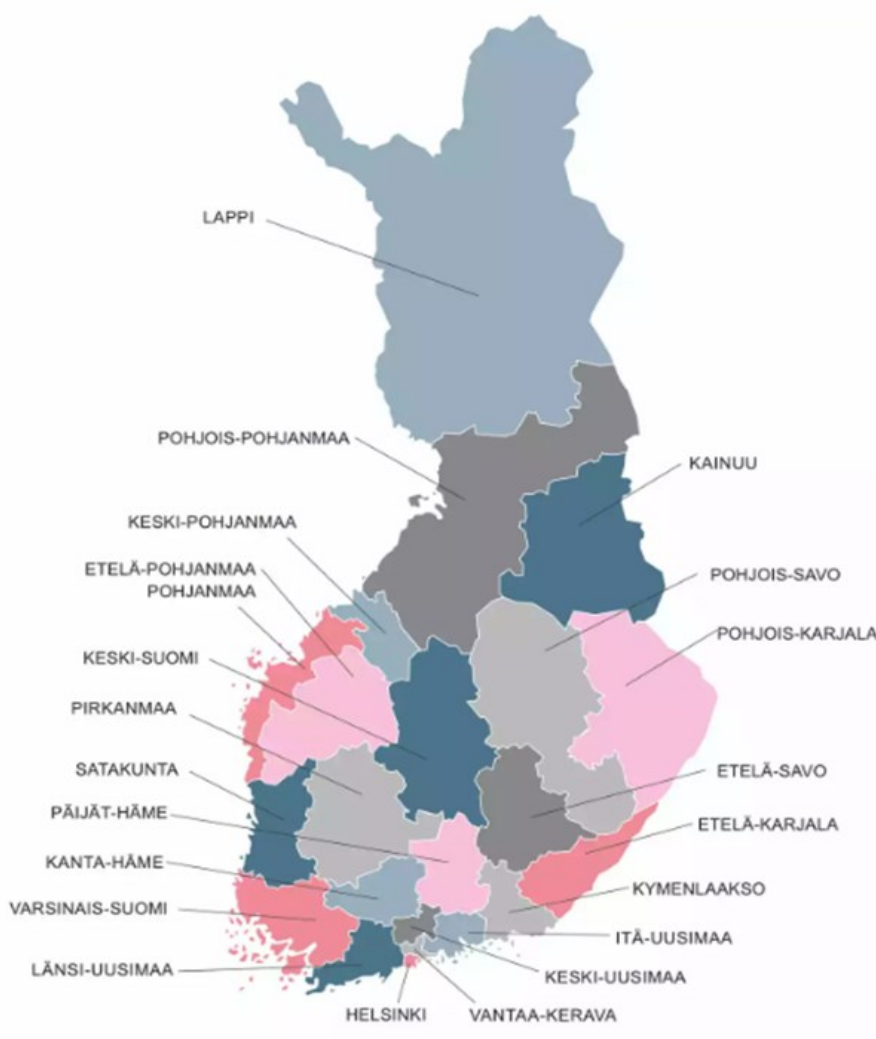 LAPPI
POHJOIS-POHJANMAA
KAINUU
KESKI-POHJANMAA
ETELÄ-POHJANMAA
POHJANMAA
POHJOIS-SAVO
POHJOIS-KARJALA
KESKI-SUOMI
PIRKANMAA
SATAKUNTA
ETELÄ-SAVO
PÄIJÄT-HÄME
ETELÄ-KARJALA
KANTA-HÄME
KYMENLAAKSO
VARSINAIS-SUOMI
ITÄ-UUSIMAA
LÄNSI-UUSIMAA
KESKI-UUSIMAA
HELSINKI
VANTAA-KERAVA